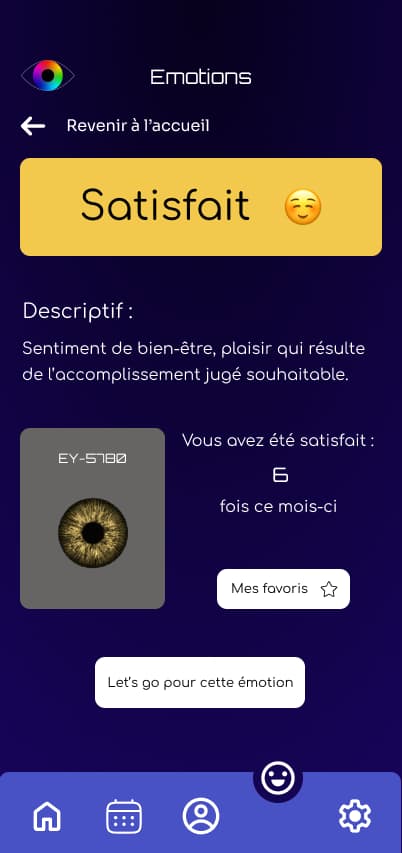 Emotions
Revenir à l'accueil
Satisfait
Descriptif :
Sentiment de bien-être, plaisir qui résulte
de l'accomplissement jugé souhaitable.
EY-5780
Vous avez été satisfait :
6
fois ce mois-ci
Mes favoris
Let's go pour cette émotion